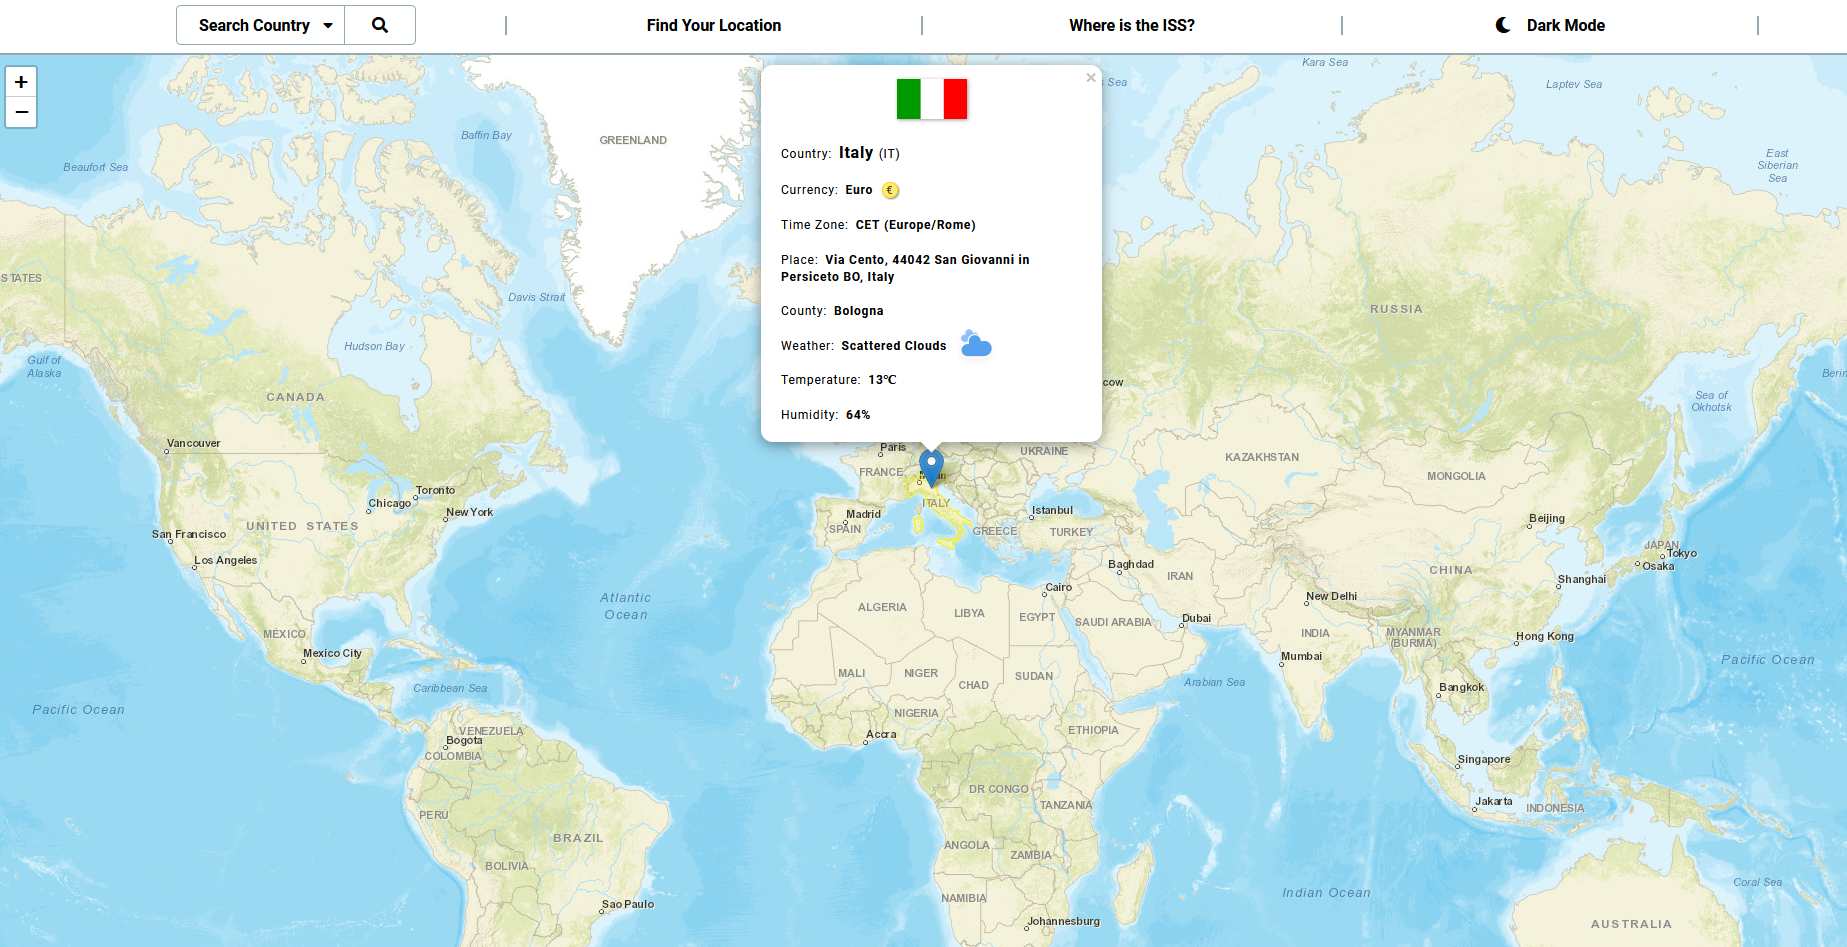 Search Country
Find Your Location
Where is the ISS?
Dark Mode
+
−
×
Country: Italy (IT)
Currency: Euro €
Time Zone: CET (Europe/Rome)
Place: Via Cento, 44042 San Giovanni in
Persiceto BO, Italy
County: Bologna
Weather: Scattered Clouds
Temperature: 13°C
Humidity: 64%
Kara Sea
Sea
Laptev Sea
East
Siberian
Sea
Beaufort Sea
Baffin Bay
GREENLAND
STATES
Davis Strait
RUSSIA
Hudson Bay
Gulf of
Alaska
CANADA
cow
Sea of
Okhotsk
Berin
Vancouver
Paris
UKRAINE
KAZAKHSTAN
MONGOLIA
FRANCE
Chicago
Toronto
New York
ITALY
Madrid
SPAIN
Istanbul
GREECE
TURKEY
Beijing
San Francisco
UNITED STATES
Los Angeles
JAPAN
Tokyo
Osaka
Baghdad
IRAN
CHINA
Shanghai
Atlantic
Ocean
Cairo
New Delhi
ALGERIA
LIBYA
EGYPT
SAUDI ARABIA
Dubai
INDIA
MYANMAR
(BURMA)
Hong Kong
MÉXICO
Mexico City
Mumbai
Pacific Ocean
MALI
NIGER
CHAD
SUDAN
Arabian Sea
Bangkok
Caribbean Sea
Pacific Ocean
NIGERIA
Accra
ETHIOPIA
VENEZUELA
Bogota
COLOMBIA
Singapore
DR CONGO
TANZANIA
Jakarta
INDONESIA
PERÚ
BRAZIL
ANGOLA
ZAMBIA
BOLIVIA
NAMIBIA
Indian Ocean
Coral Sea
Sao Paulo
Johannesburg
AUSTRALIA